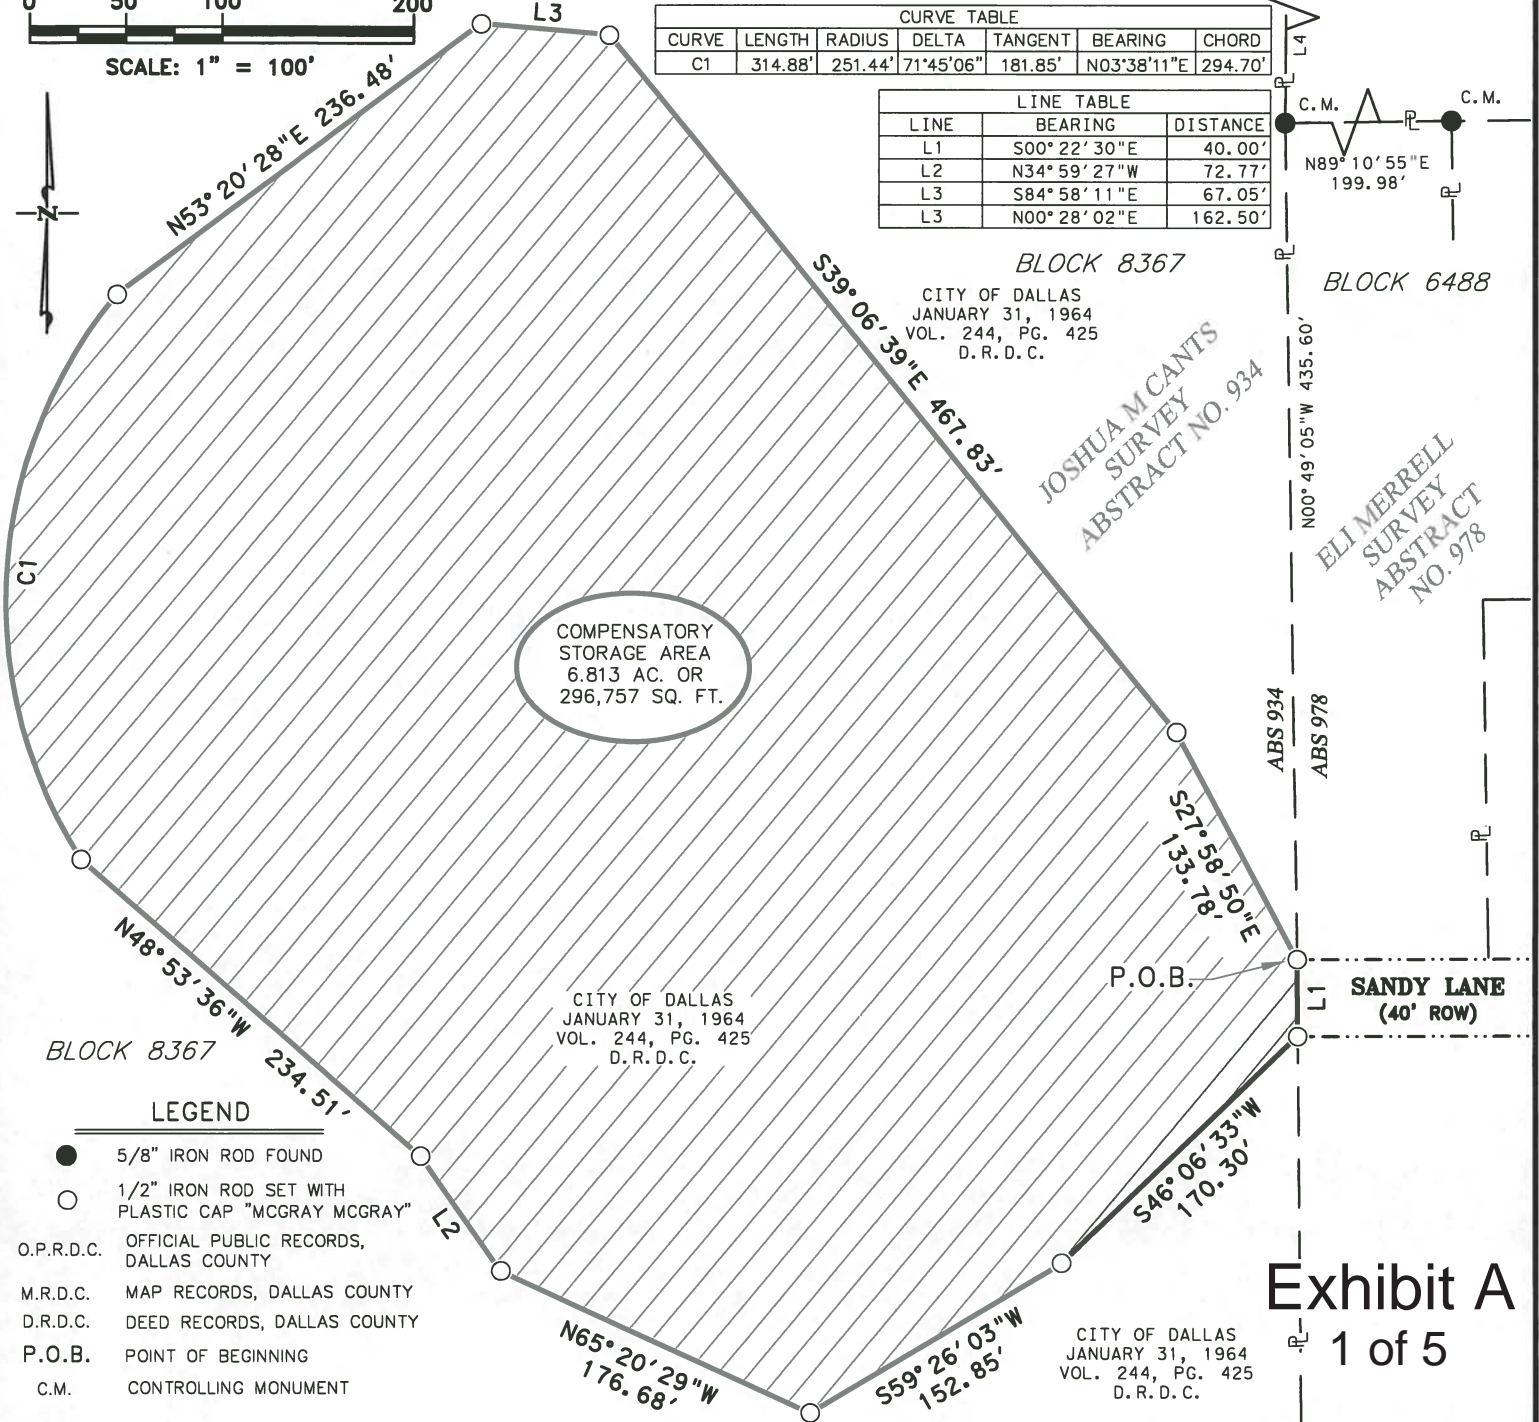 0 50 100 200
SCALE: 1" = 100'
N
L3
CURVE TABLE
CURVE LENGTH RADIUS DELTA TANGENT BEARING CHORD
C1 314.88' 251.44' 71°45'06" 181.85' N03°38'11"E 294.70'
LINE TABLE
LINE BEARING DISTANCE
L1 S00°22'30"E 40.00'
L2 N34°59'27"W 72.77'
L3 S84°58'11"E 67.05'
L3 N00°28'02"E 162.50'
L4
PL
C.M.
PL
C.M.
N89°10'55"E
199.98'
PL
PL
N53°20'28"E 236.48'
S39°06'39"E 467.83'
BLOCK 8367
CITY OF DALLAS
JANUARY 31, 1964
VOL. 244, PG. 425
D.R.D.C.
BLOCK 6488
JOSHUA M CANTS
SURVEY
ABSTRACT NO. 934
N00°49'05"W 435.60'
ELI MERRELL
SURVEY
ABSTRACT
NO. 978
C1
COMPENSATORY
STORAGE AREA
6.813 AC. OR
296,757 SQ. FT.
ABS 934
ABS 978
PL
S27°58'50"E
133.78'
P.O.B.
L1
SANDY LANE
(40' ROW)
N48°53'36"W 234.51'
CITY OF DALLAS
JANUARY 31, 1964
VOL. 244, PG. 425
D.R.D.C.
BLOCK 8367
S46°06'33"W
170.30'
L2
N65°20'29"W
176.68'
S59°26'03"W
152.85'
CITY OF DALLAS
JANUARY 31, 1964
VOL. 244, PG. 425
D.R.D.C.
PL
LEGEND
5/8" IRON ROD FOUND
1/2" IRON ROD SET WITH
PLASTIC CAP "MCGRAY MCGRAY"
O.P.R.D.C. OFFICIAL PUBLIC RECORDS,
DALLAS COUNTY
M.R.D.C. MAP RECORDS, DALLAS COUNTY
D.R.D.C. DEED RECORDS, DALLAS COUNTY
P.O.B. POINT OF BEGINNING
C.M. CONTROLLING MONUMENT
Exhibit A
1 of 5